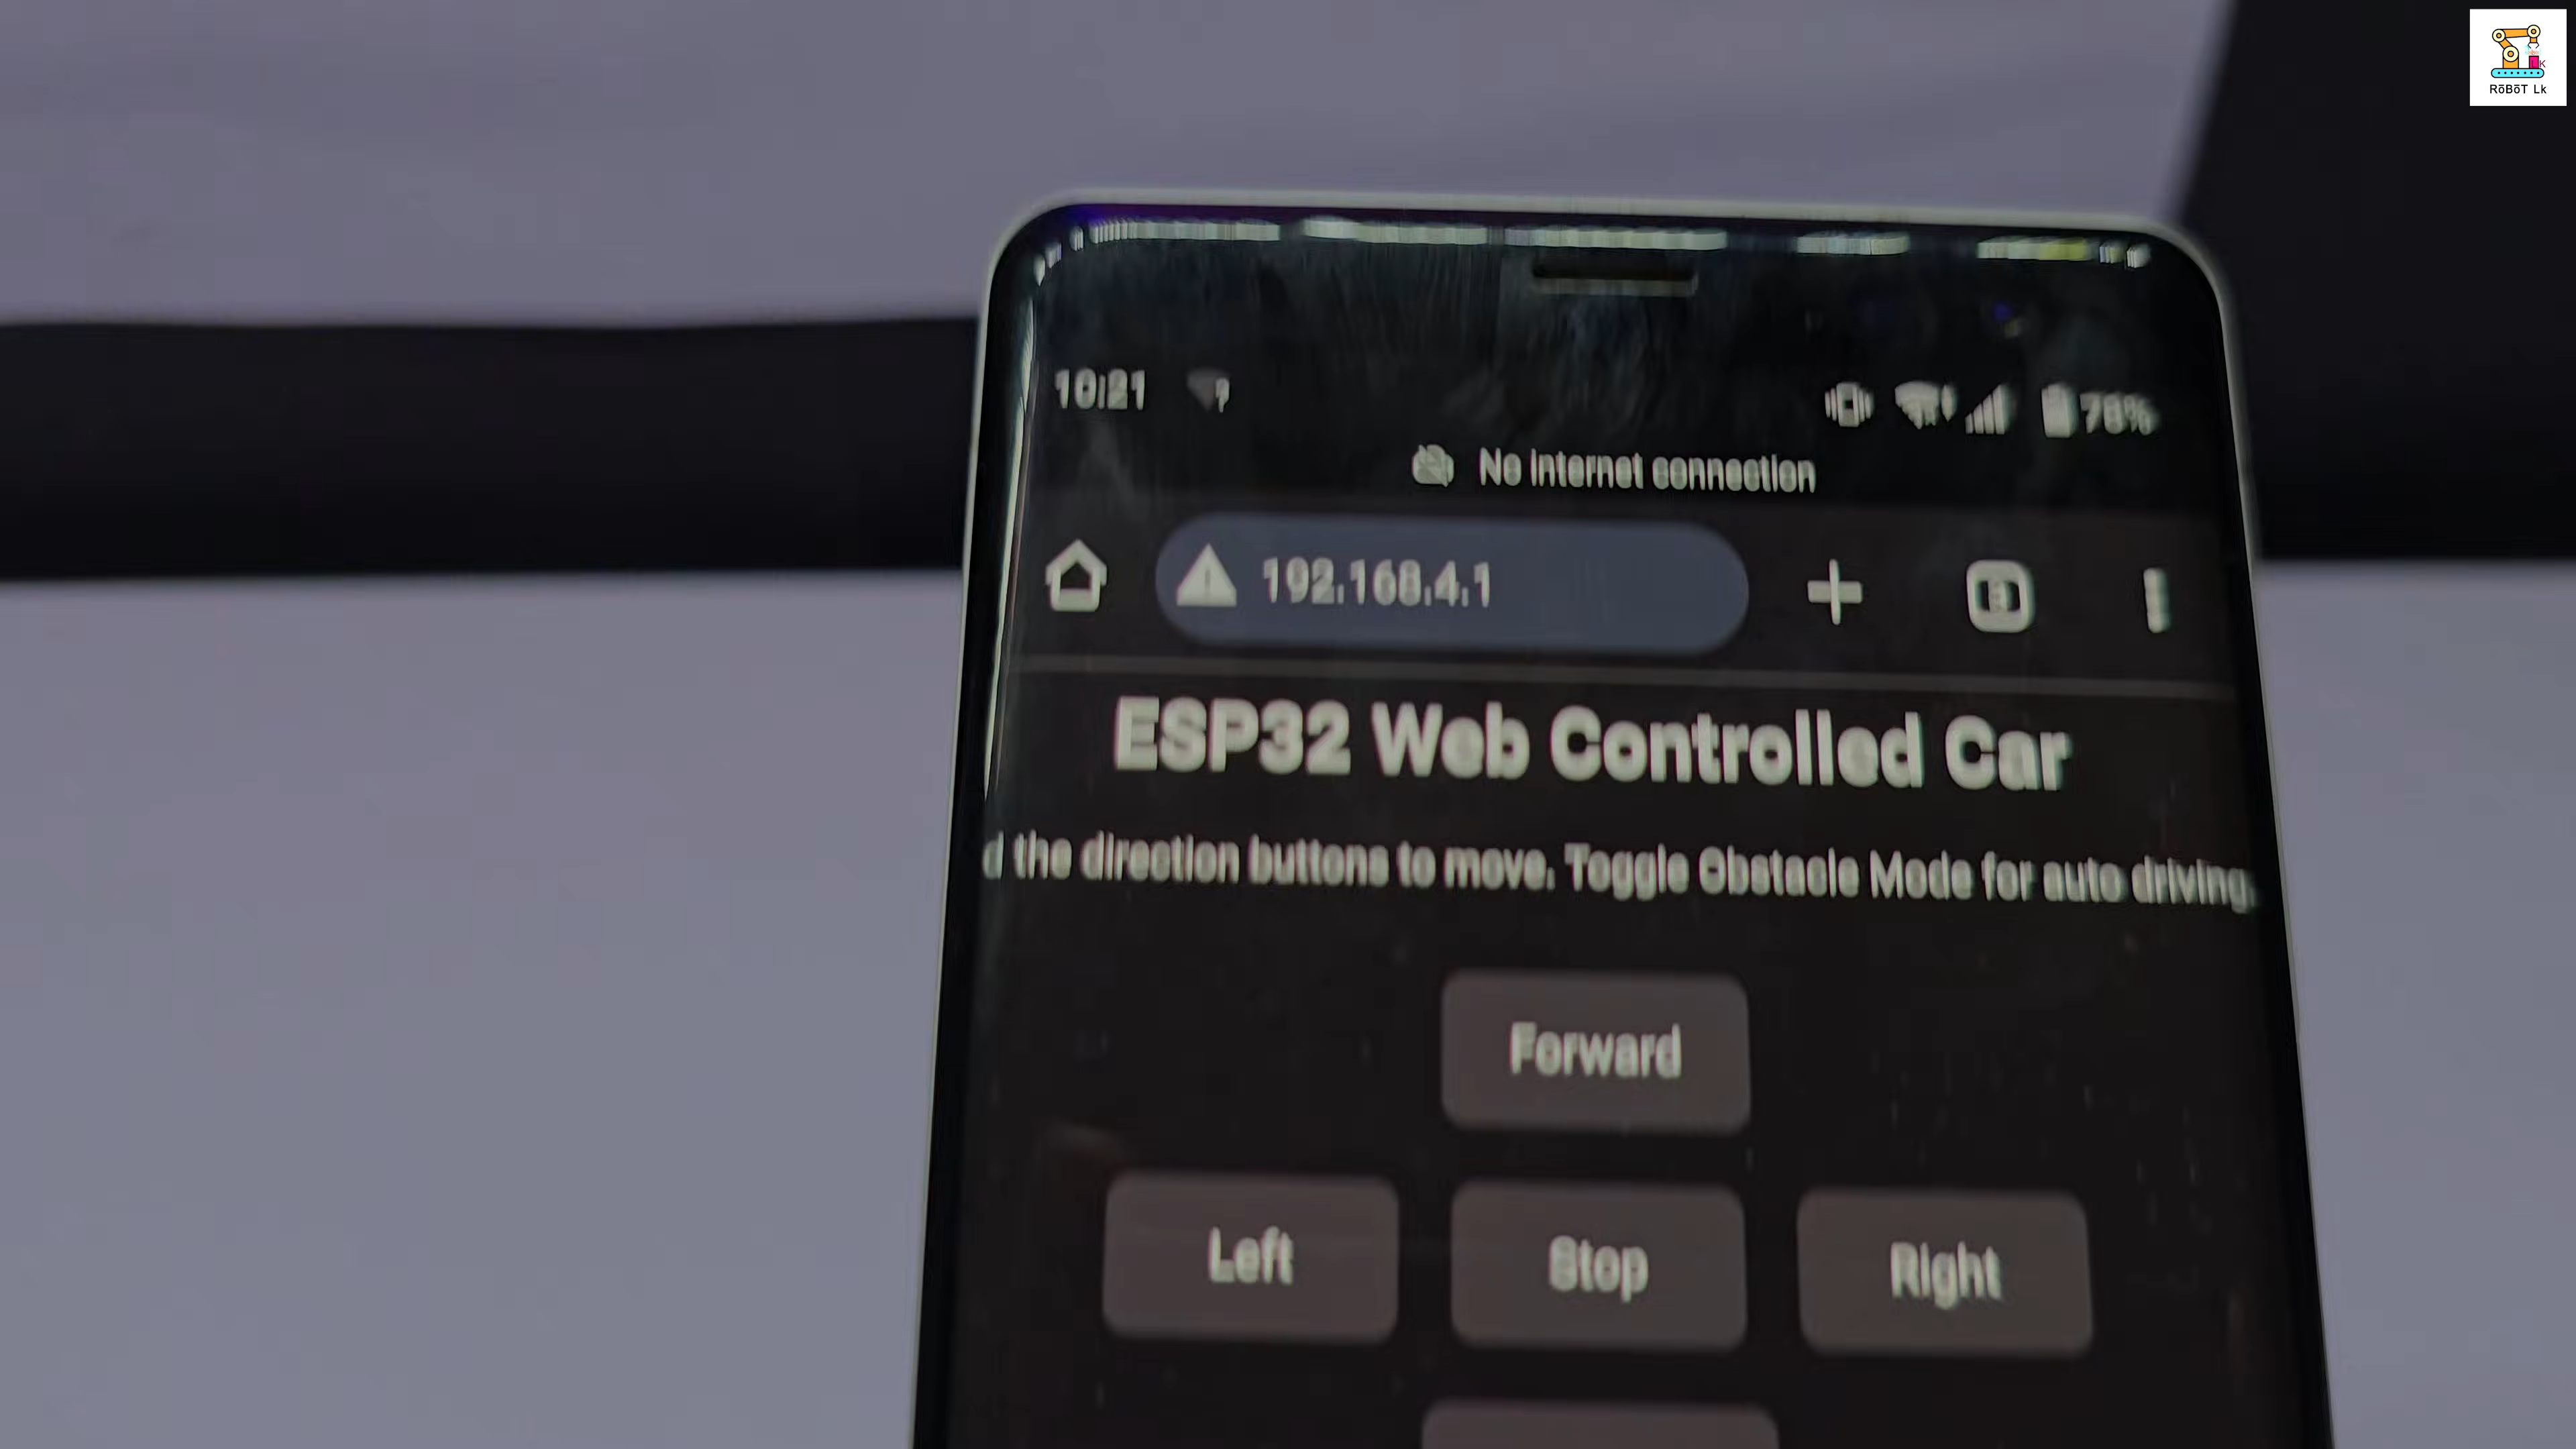 RōBōT Lk
10:21
78%
No internet connection
192.168.4.1
ESP32 Web Controlled Car
d the direction buttons to move. Toggle Obstacle Mode for auto driving.
Forward
Left Stop Right